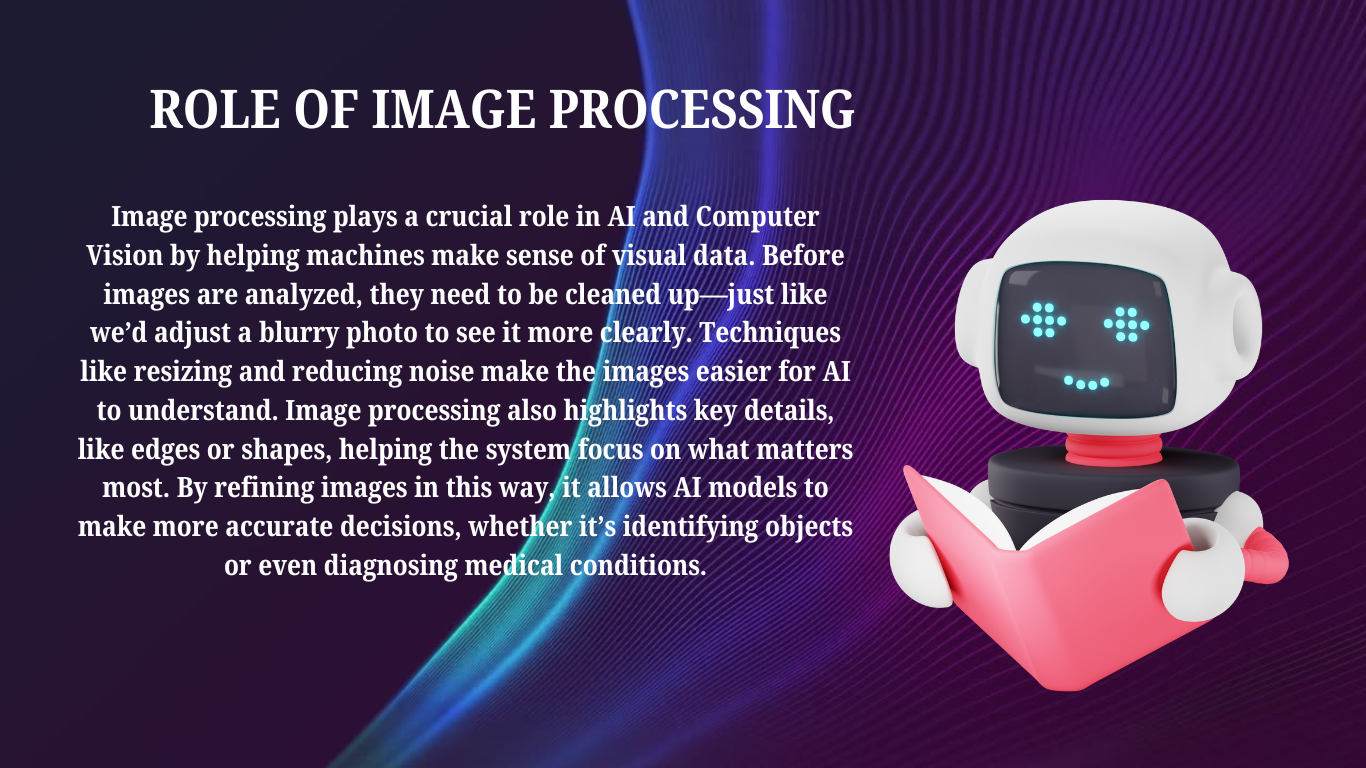 ROLE OF IMAGE PROCESSING
Image processing plays a crucial role in AI and Computer
Vision by helping machines make sense of visual data. Before
images are analyzed, they need to be cleaned up—just like
we’d adjust a blurry photo to see it more clearly. Techniques
like resizing and reducing noise make the images easier for AI
to understand. Image processing also highlights key details,
like edges or shapes, helping the system focus on what matters
most. By refining images in this way, it allows AI models to
make more accurate decisions, whether it’s identifying objects
or even diagnosing medical conditions.